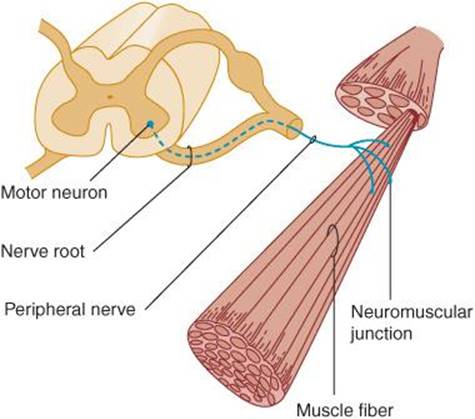 Motor neuron
Nerve root
Peripheral nerve
Neuromuscular
junction
Muscle fiber